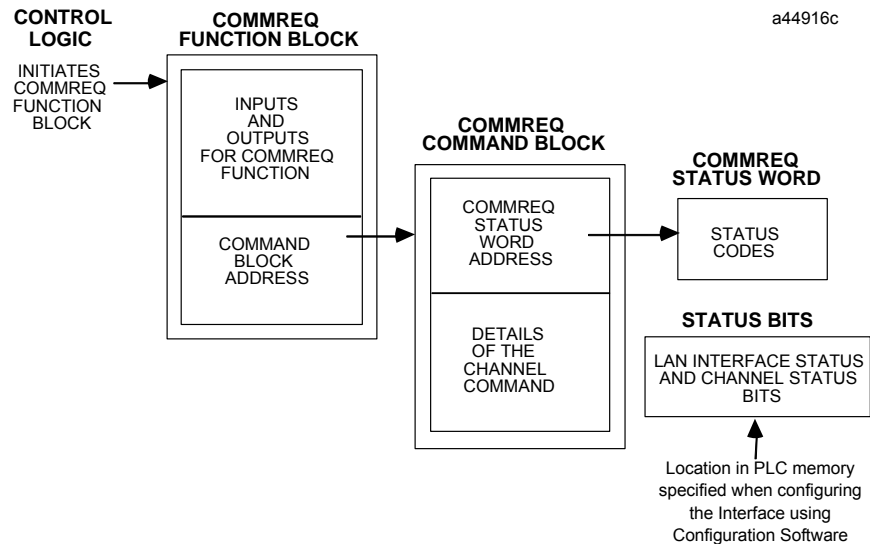 CONTROL
LOGIC
INITIATES
COMMREQ
FUNCTION
BLOCK
COMMREQ
FUNCTION BLOCK
INPUTS
AND
OUTPUTS
FOR COMMREQ
FUNCTION
COMMAND
BLOCK
ADDRESS
COMMREQ
COMMAND BLOCK
COMMREQ
STATUS
WORD
ADDRESS
DETAILS
OF THE
CHANNEL
COMMAND
a44916c
COMMREQ
STATUS WORD
STATUS
CODES
STATUS BITS
LAN INTERFACE STATUS
AND CHANNEL STATUS
BITS
Location in PLC memory
specified when configuring
the Interface using
Configuration Software